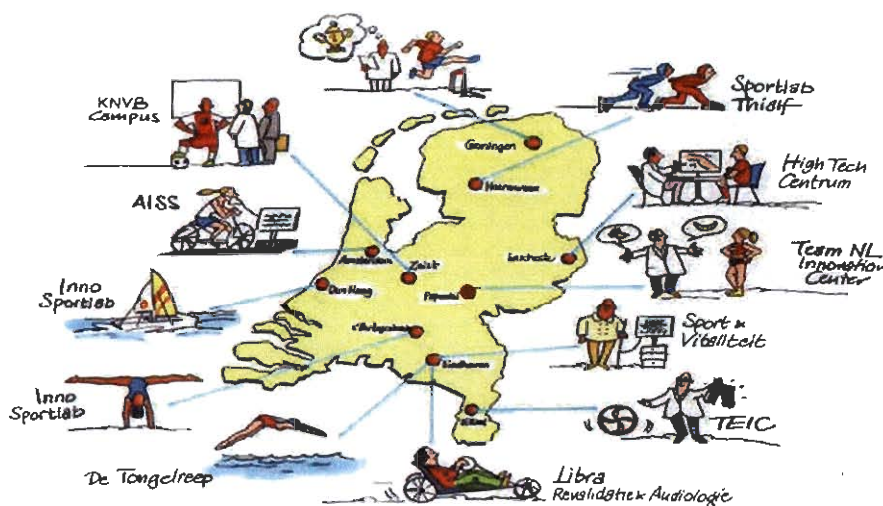 KNVB
Campus
Sportlab
Thialf
Groningen
High Tech
Centrum
Heerenveen
AISS
Team NL
Innovation
Center
Amsterdam
Zeist
Enschede
Inno
Sportlab
Den Haag
Papendal
Sport &
Vitaliteit
Eindhoven
Inno
Sportlab
TEIC
De Tongelreep
Libra
Revalidatie & Audiologie